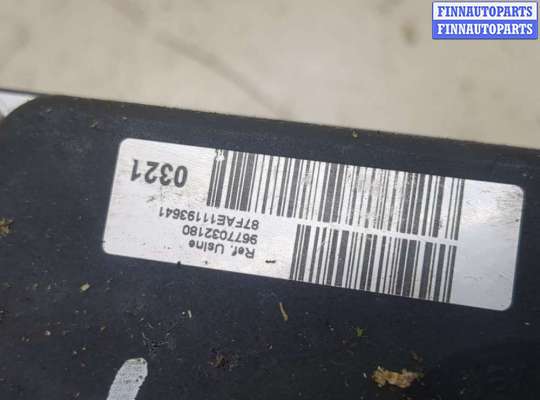 FINNAUTOPARTS
FINNAUTOPARTS
Ref. Usine
9677032180
87FAE11193641
0321